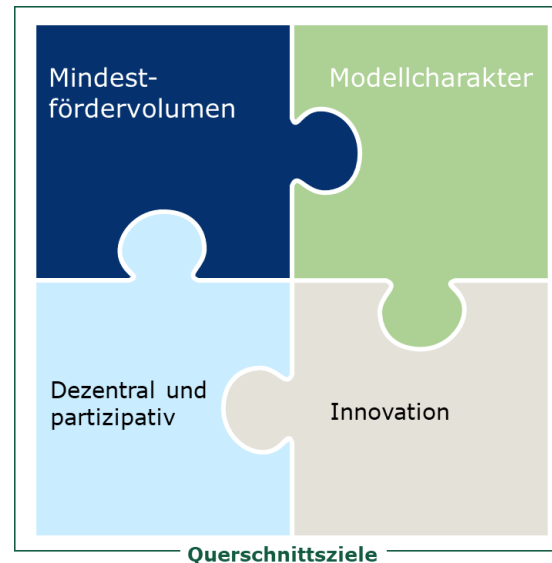 Mindest-
fördervolumen
Modellcharakter
Dezentral und
partizipativ
Innovation
Querschnittsziele